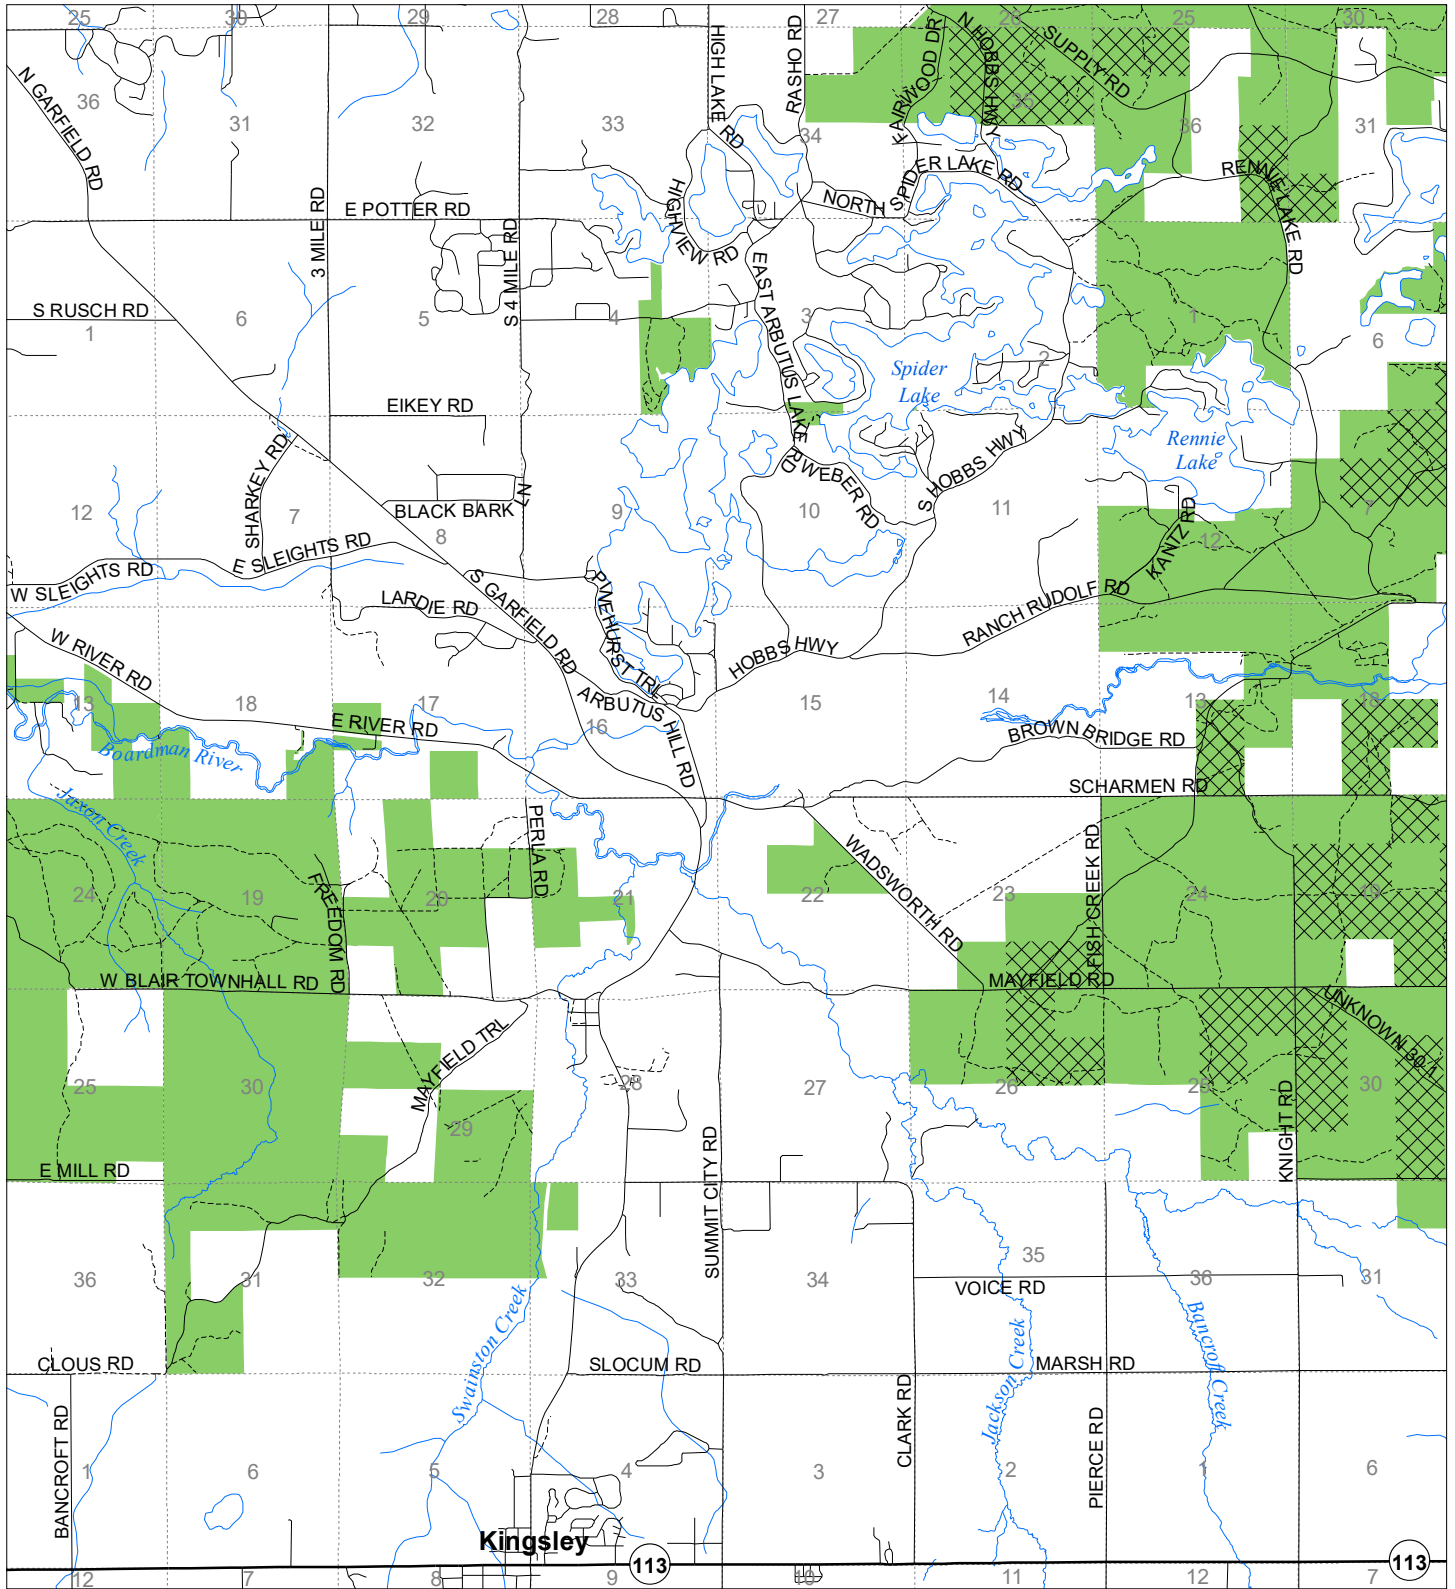 25
30
29
28
27
26
25
30
N GARFIELD RD
36
31
32
33
HIGH LAKE RD
RASHO RD
34
FAIRWOOD DR
N HOBBS HWY
35
SUPPLY RD
36
31
RENNIE LAKE RD
3 MILE RD
E POTTER RD
S 4 MILE RD
HIGHVIEW RD
NORTH SPIDER LAKE RD
S RUSCH RD
1
6
5
4
EAST ARBUTUS LAKE RD
3
2
1
6
Spider
Lake
EIKEY RD
Rennie
Lake
SHARKEY RD
12
7
8
BLACK BARK LN
9
10
WEBER RD
S HOBBS HWY
11
KANTZ RD
12
7
W SLEIGHTS RD
E SLEIGHTS RD
LARDIE RD
S GARFIELD RD
PINEHURST TRL
HOBBS HWY
RANCH RUDOLF RD
W RIVER RD
13
18
17
E RIVER RD
16
ARBUTUS HILL RD
15
14
13
18
BROWN BRIDGE RD
Boardman River
SCHARMEN RD
Jaxon Creek
PERLA RD
WADSWORTH RD
FISH CREEK RD
24
19
FREEDOM RD
20
21
22
23
24
19
W BLAIR TOWNHALL RD
MAYFIELD RD
UNKNOWN 30-1
MAYFIELD TRL
25
30
29
28
27
26
25
30
KNIGHT RD
E MILL RD
SUMMIT CITY RD
36
31
32
33
34
35
36
31
VOICE RD
Swainston Creek
Jackson Creek
Bancroft Creek
CLOUS RD
SLOCUM RD
MARSH RD
BANCROFT RD
CLARK RD
PIERCE RD
1
6
5
4
3
2
1
6
Kingsley
113
113
12
7
8
9
10
11
12
7